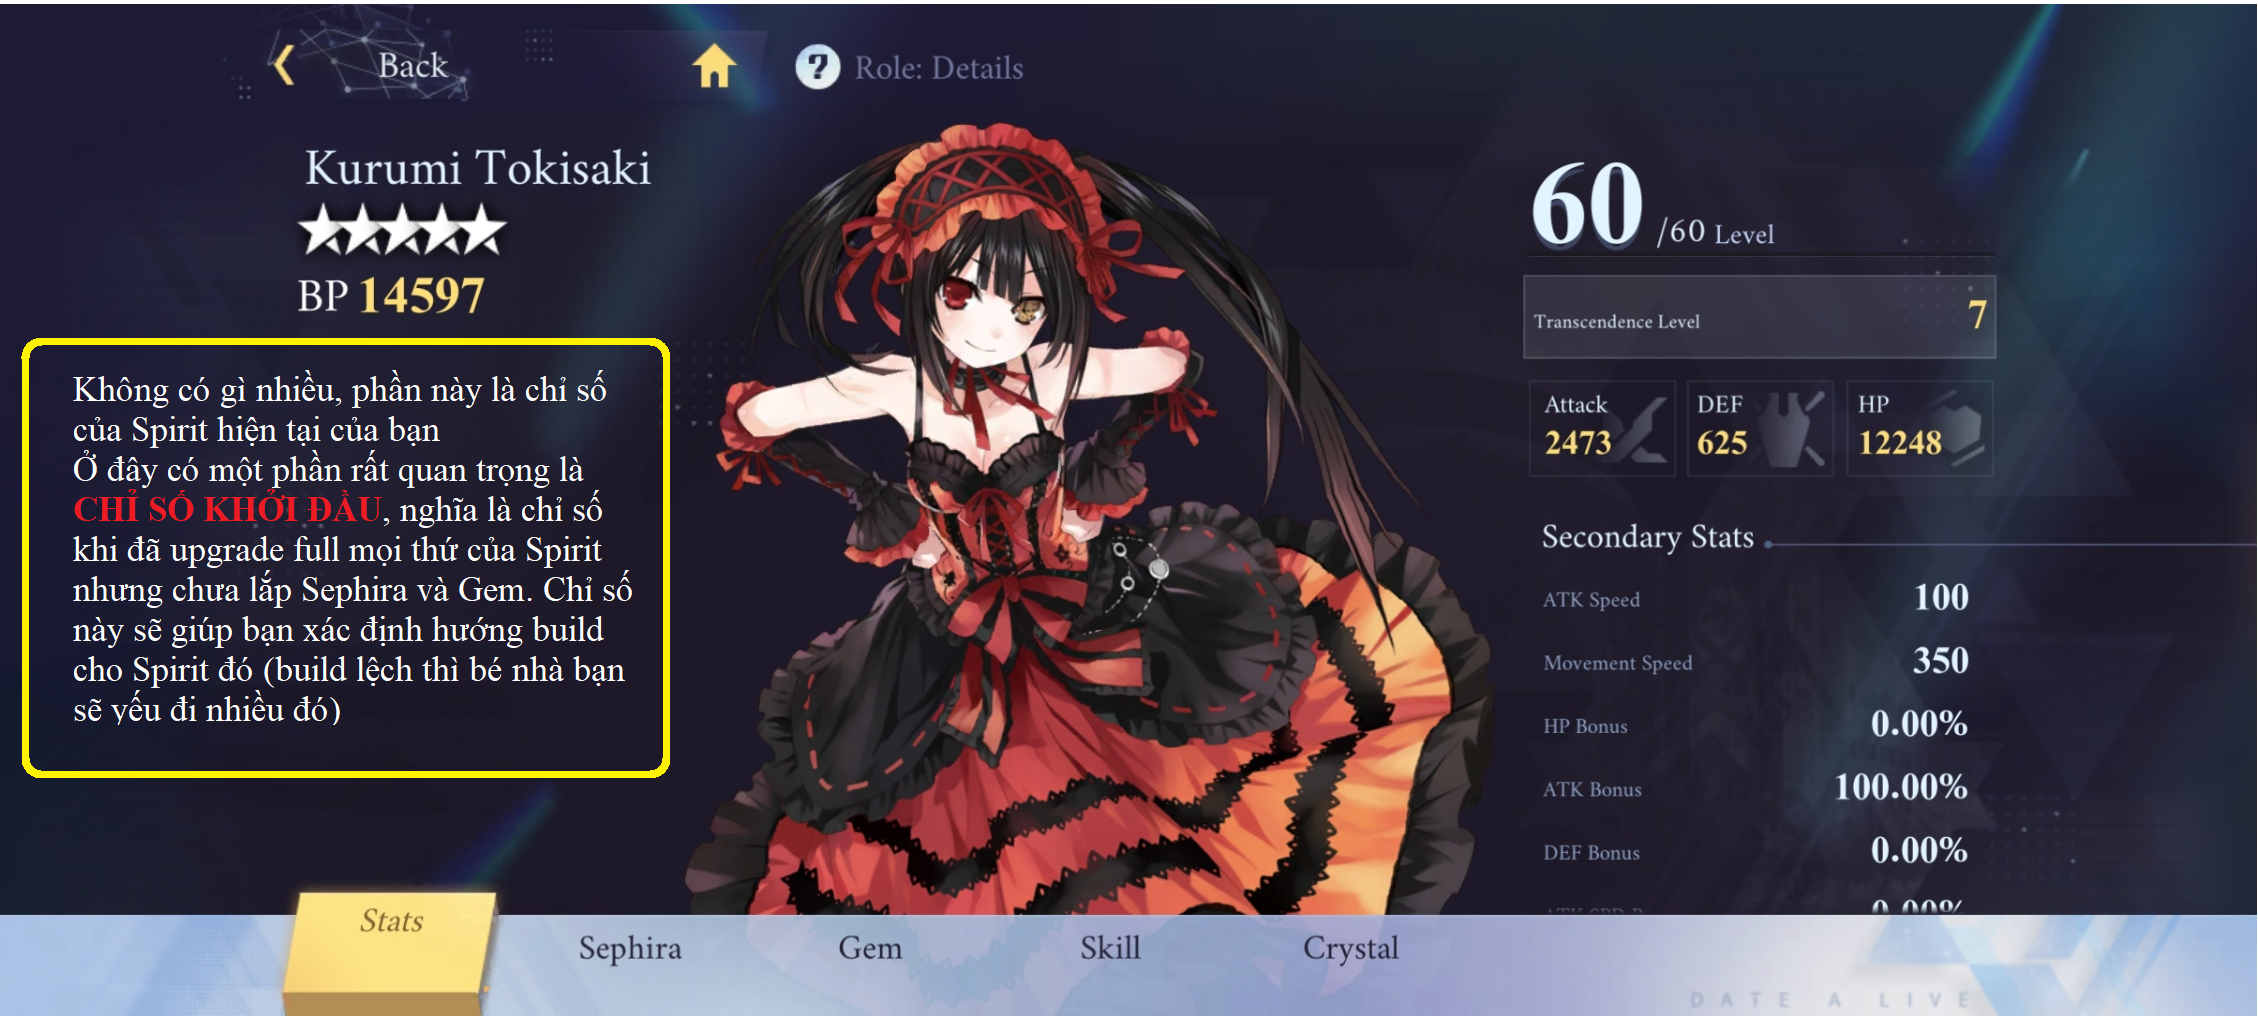 Back
Role: Details
Kurumi Tokisaki
BP 14597
Không có gì nhiều, phần này là chỉ số
của Spirit hiện tại của bạn
Ở đây có một phần rất quan trọng là
CHỈ SỐ KHỞI ĐẦU, nghĩa là chỉ số
khi đã upgrade full mọi thứ của Spirit
nhưng chưa lắp Sephira và Gem. Chỉ số
này sẽ giúp bạn xác định hướng build
cho Spirit đó (build lệch thì bé nhà bạn
sẽ yếu đi nhiều đó)
60 /60 Level
Transcendence Level 7
Attack DEF HP
2473 625 12248
Secondary Stats
ATK Speed 100
Movement Speed 350
HP Bonus 0.00%
ATK Bonus 100.00%
DEF Bonus 0.00%
0.00%
Stats Sephira Gem Skill Crystal
DATE A LIVE